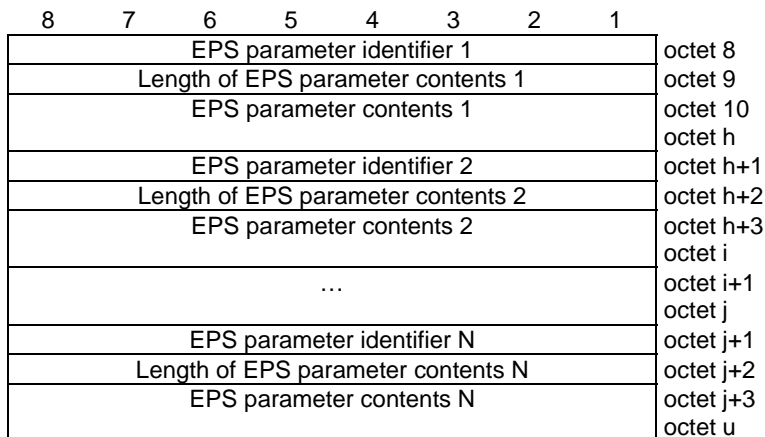 8 7 6 5 4 3 2 1
EPS parameter identifier 1 octet 8
Length of EPS parameter contents 1 octet 9
EPS parameter contents 1 octet 10
octet h
EPS parameter identifier 2 octet h+1
Length of EPS parameter contents 2 octet h+2
EPS parameter contents 2 octet h+3
octet i
… octet i+1
octet j
EPS parameter identifier N octet j+1
Length of EPS parameter contents N octet j+2
EPS parameter contents N octet j+3
octet u